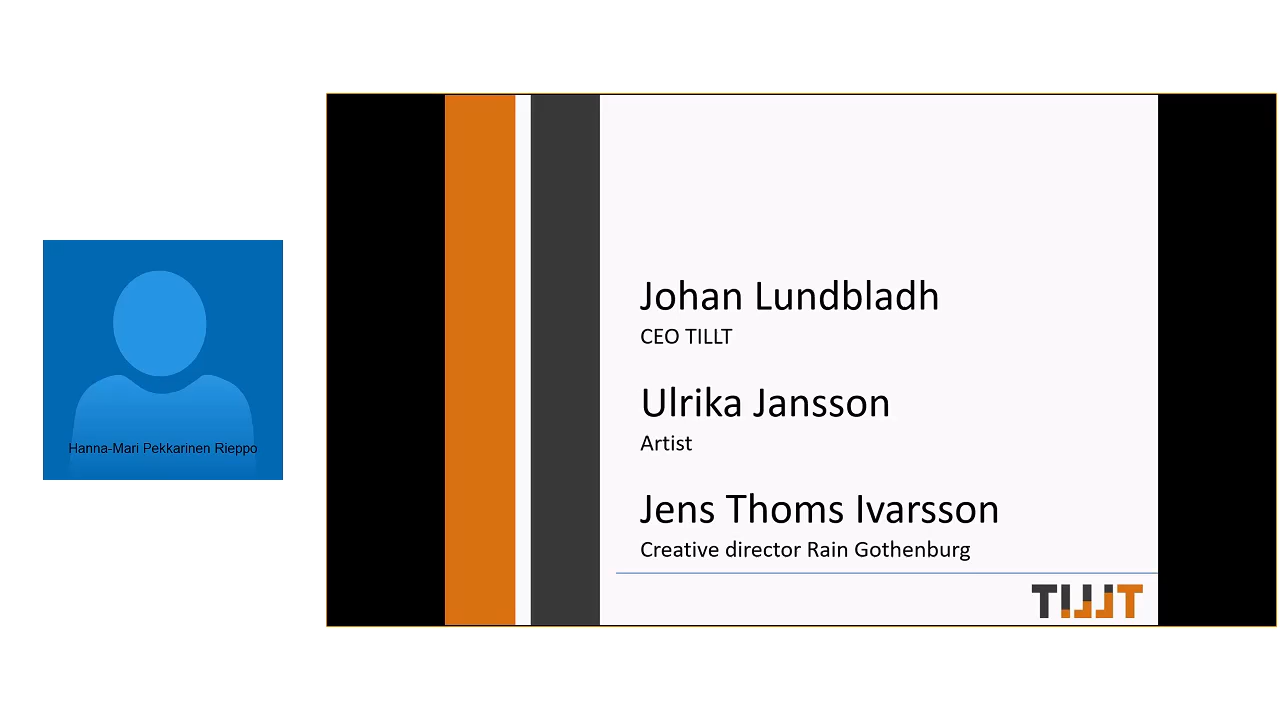 Hanna-Mari Pekkarinen Rieppo
Johan Lundbladh
CEO TILLT
Ulrika Jansson
Artist
Jens Thoms Ivarsson
Creative director Rain Gothenburg
TILLT